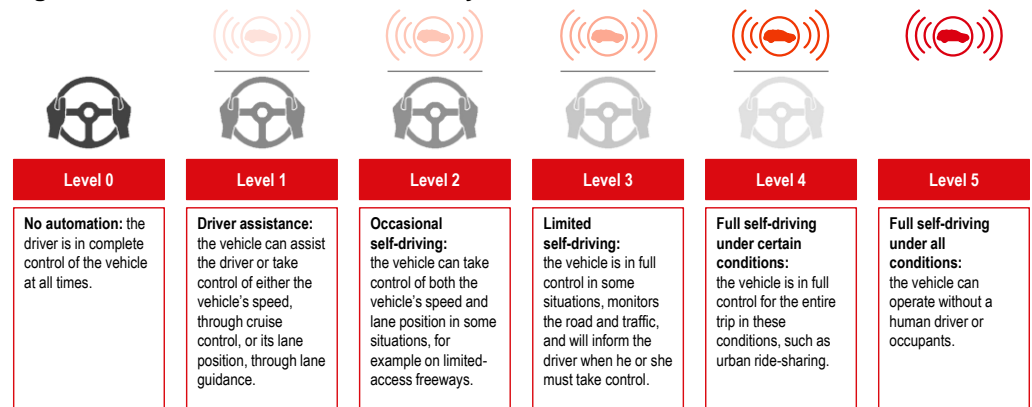 Level 0
Level 1
Level 2
Level 3
Level 4
Level 5
No automation: the
driver is in complete
control of the vehicle
at all times.
Driver assistance:
the vehicle can assist
the driver or take
control of either the
vehicle's speed,
through cruise
control, or its lane
position, through lane
guidance.
Occasional
self-driving:
the vehicle can take
control of both the
vehicle's speed and
lane position in some
situations, for
example on limited-
access freeways.
Limited
self-driving:
the vehicle is in full
control in some
situations, monitors
the road and traffic,
and will inform the
driver when he or she
must take control.
Full self-driving
under certain
conditions:
the vehicle is in full
control for the entire
trip in these
conditions, such as
urban ride-sharing.
Full self-driving
under all
conditions:
the vehicle can
operate without a
human driver or
occupants.